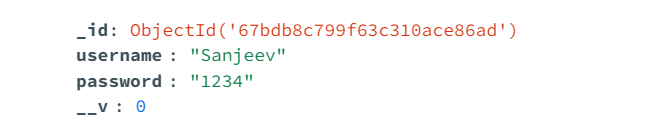 _id: ObjectId('67bdb8c799f63c310ace86ad')
username : "Sanjeev"
password : "1234"
__v : 0